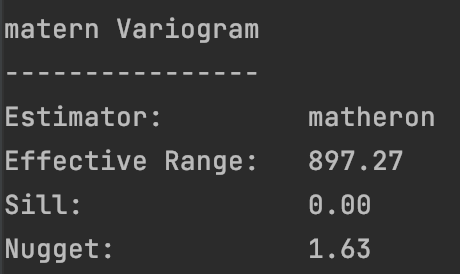 matern Variogram
----------------
Estimator: matheron
Effective Range: 897.27
Sill: 0.00
Nugget: 1.63